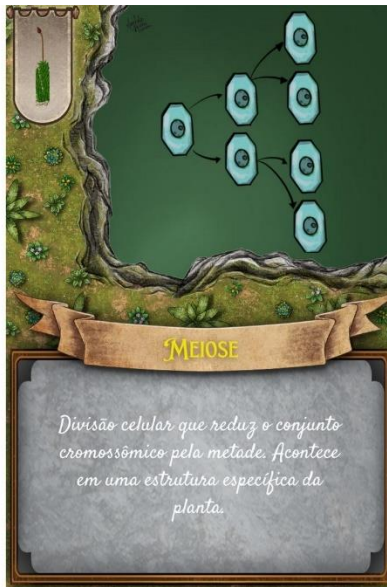 MEIOSE
Divisão celular que reduz o conjunto
cromossômico pela metade. Acontece
em uma estrutura específica da
planta.